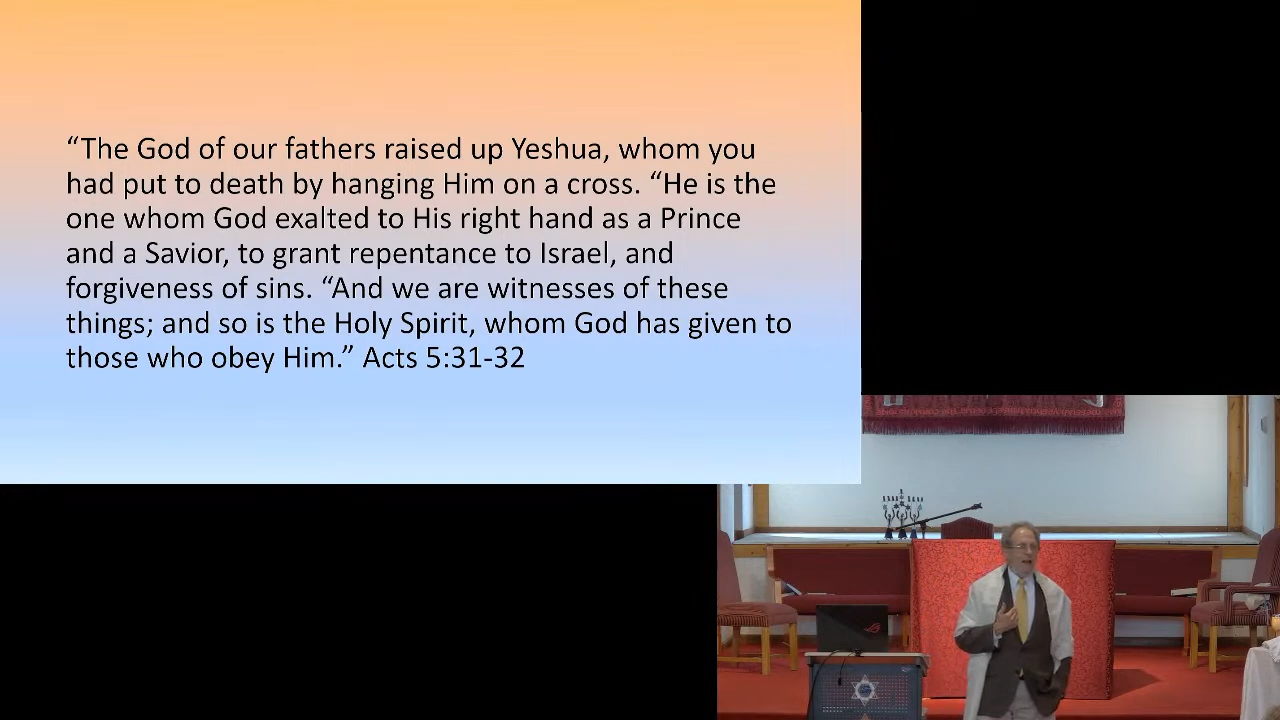 “The God of our fathers raised up Yeshua, whom you
had put to death by hanging Him on a cross. “He is the
one whom God exalted to His right hand as a Prince
and a Savior, to grant repentance to Israel, and
forgiveness of sins. “And we are witnesses of these
things; and so is the Holy Spirit, whom God has given to
those who obey Him.” Acts 5:31-32